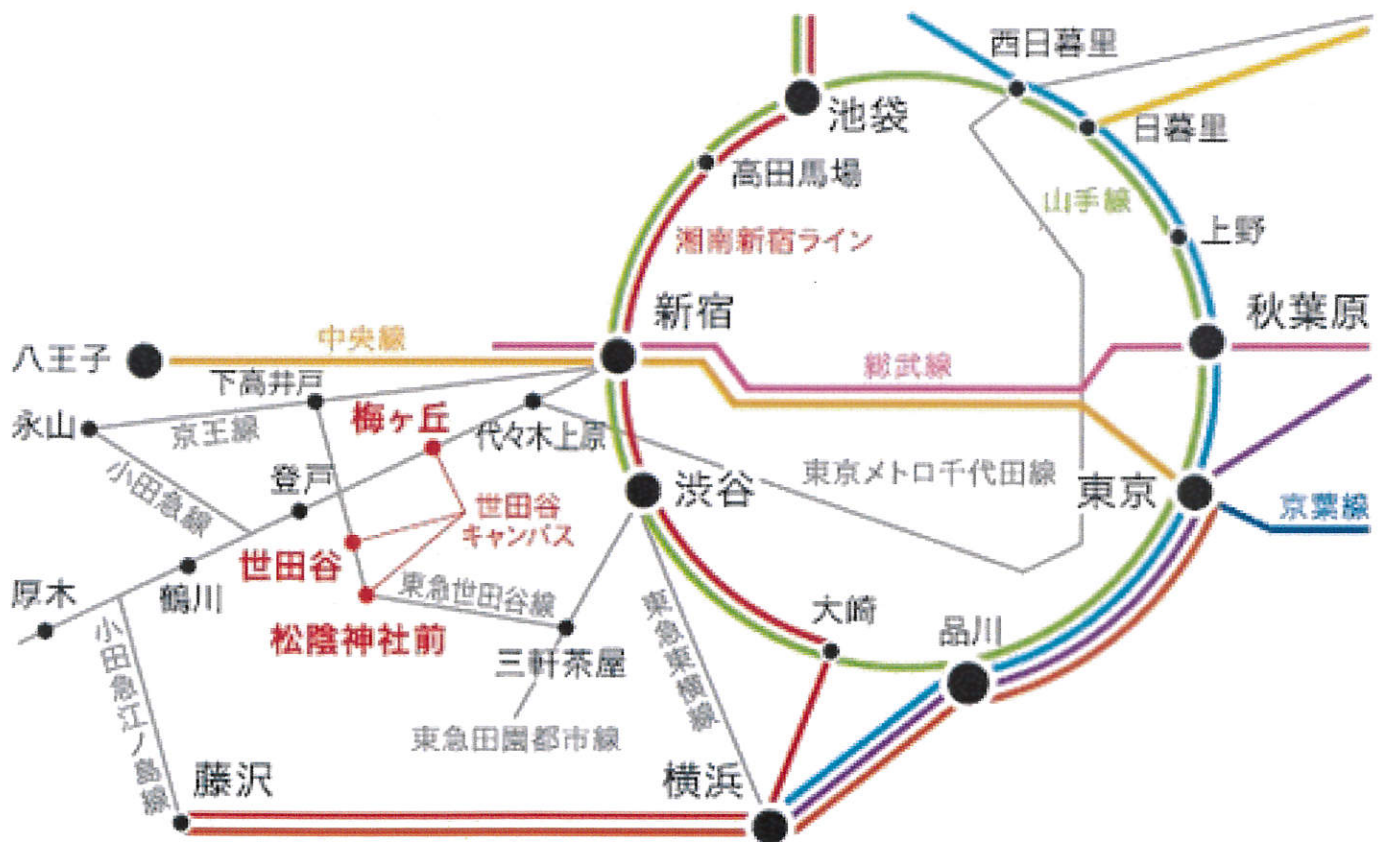 西日暮里
池袋
日暮里
高田馬場
山手線
湘南新宿ライン
上野
新宿
秋葉原
中央線
八王子
総武線
下高井戸
永山
京王線
梅ヶ丘
代々木上原
小田急線
登戸
渋谷
東京メトロ千代田線
東京
世田谷
キャンパス
京葉線
世田谷
厚木
鶴川
東急世田谷線
大崎
松陰神社前
品川
三軒茶屋
東急東横線
小田急江ノ島線
東急田園都市線
藤沢
横浜